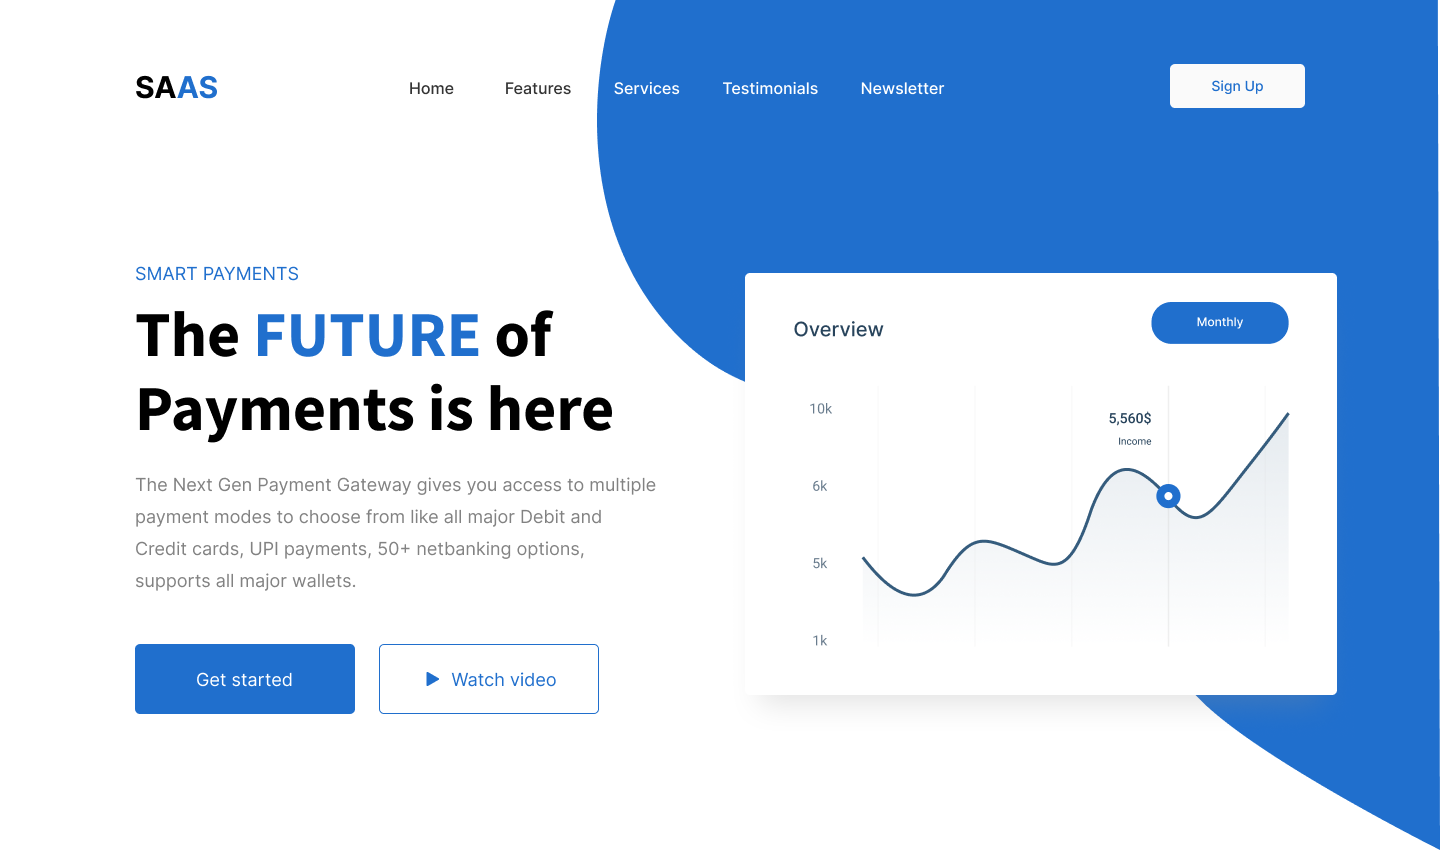 SAAS
Home Features Services Testimonials Newsletter
Sign Up
SMART PAYMENTS
The FUTURE of
Payments is here
The Next Gen Payment Gateway gives you access to multiple
payment modes to choose from like all major Debit and
Credit cards, UPI payments, 50+ netbanking options,
supports all major wallets.
Get started
Watch video
Overview
Monthly
10k
6k
5k
1k
5,560$
Income